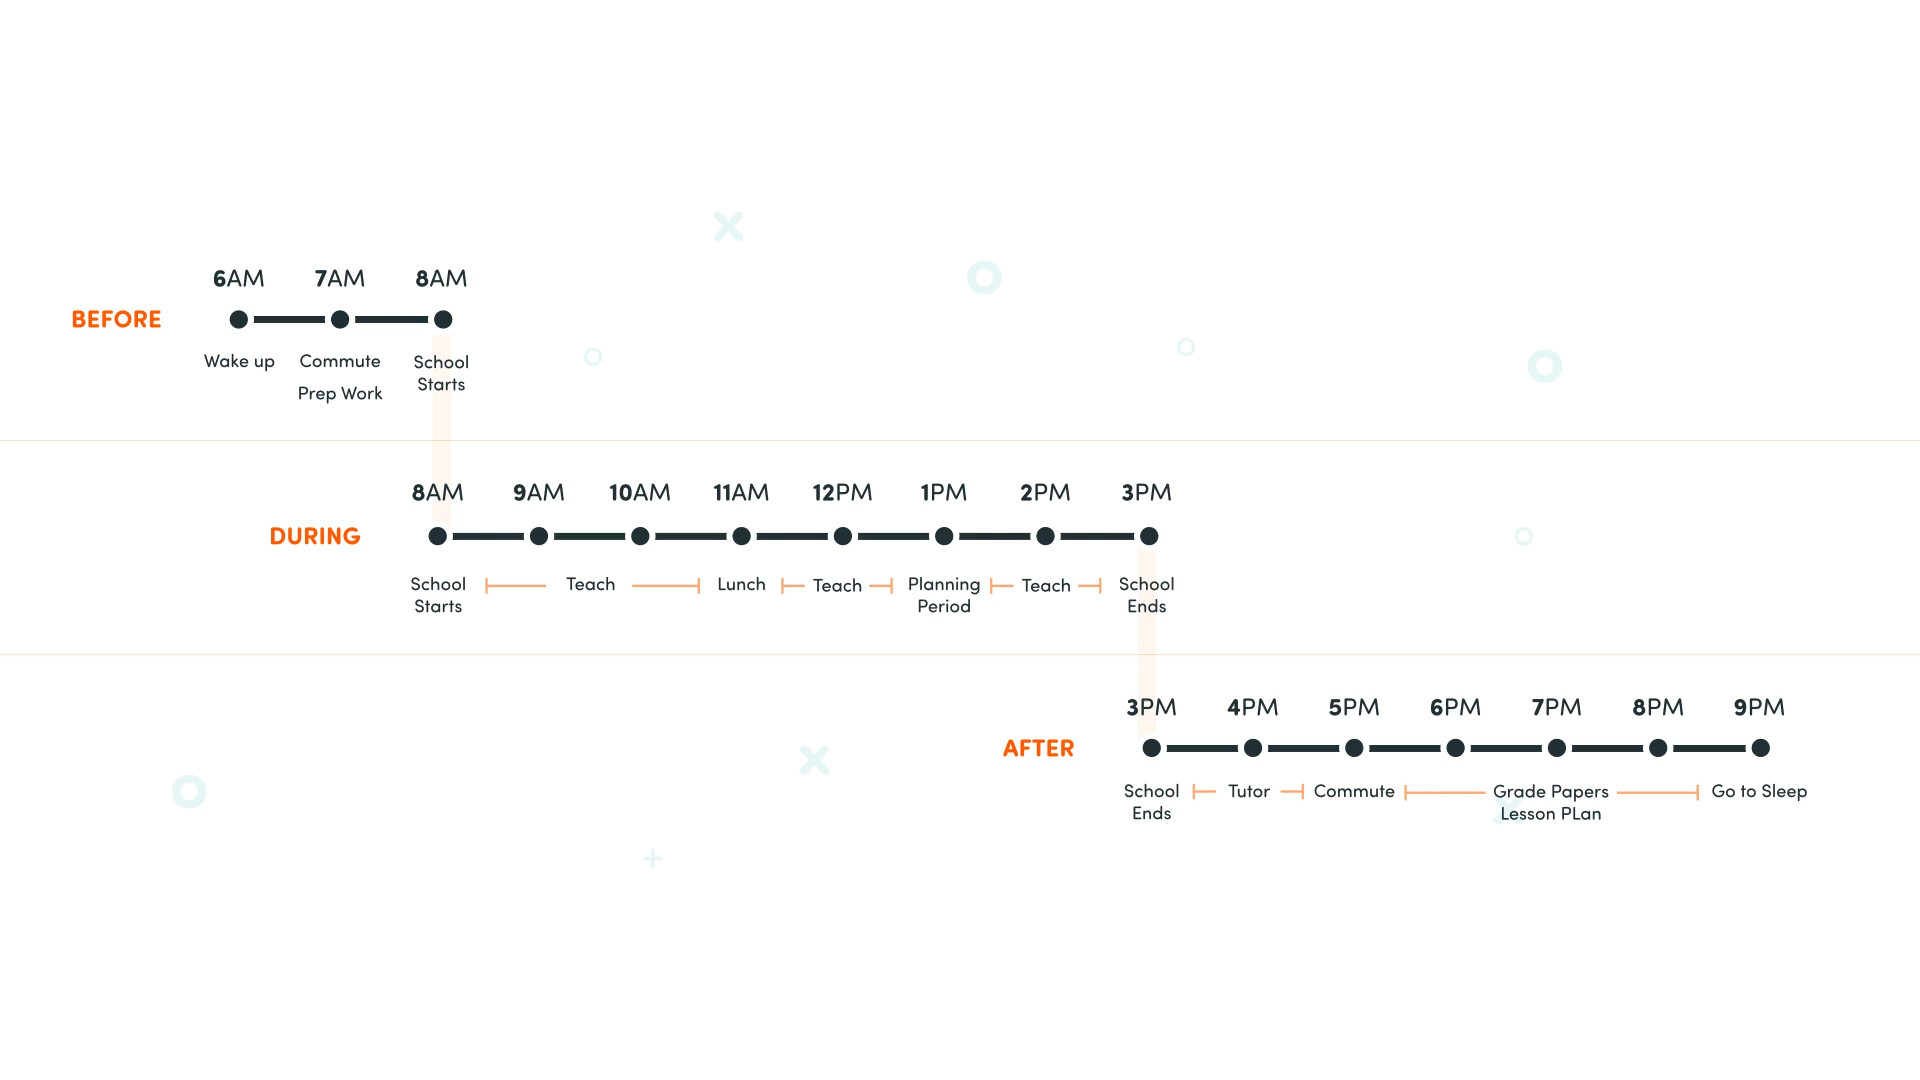 6AM 7AM 8AM
BEFORE
Wake up Commute School
Starts
Prep Work
8AM 9AM 10AM 11AM 12PM 1PM 2PM 3PM
DURING
School Teach Lunch Teach Planning Teach School
Starts Period Ends
3PM 4PM 5PM 6PM 7PM 8PM 9PM
AFTER
School Tutor Commute Grade Papers Go to Sleep
Ends Lesson PLan